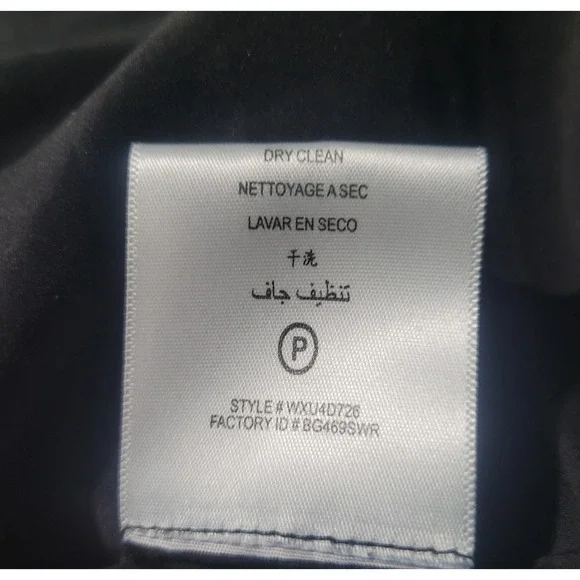 DRY CLEAN
NETTOYAGE A SEC
LAVAR EN SECO
干洗
تنظيف جاف
P
STYLE # WXU4D726
FACTORY ID # BG469SWR